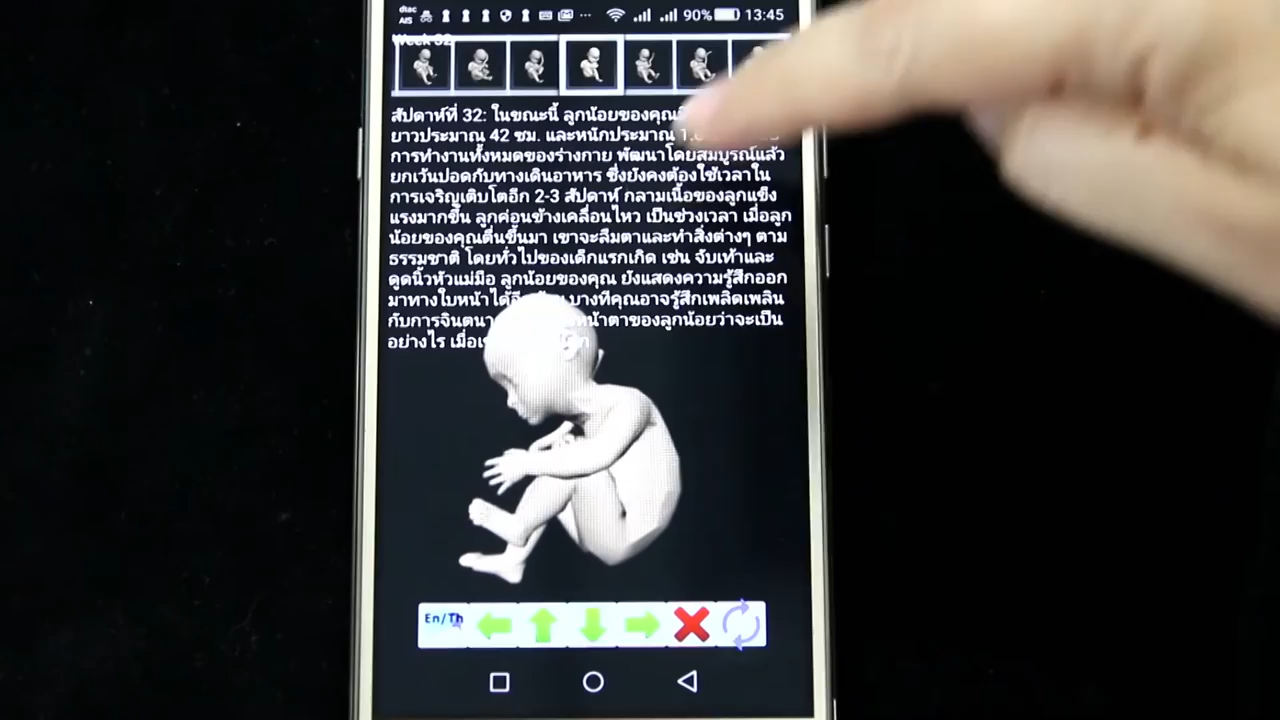 dtac
AIS
90%
13:45
Week 32
สัปดาห์ที่ 32: ในขณะนี้ ลูกน้อยของคุณ
ยาวประมาณ 42 ซม. และหนักประมาณ
การทำงานทั้งหมดของร่างกาย พัฒนาโดยสมบูรณ์แล้ว
ยกเว้นปอดกับทางเดินอาหาร ซึ่งยังคงต้องใช้เวลาใน
การเจริญเติบโตอีก 2-3 สัปดาห์ กลามเนื้อของลูกแข็ง
แรงมากขึ้น ลูกค่อนข้างเคลื่อนไหว เป็นช่วงเวลา เมื่อลูก
น้อยของคุณตื่นขึ้นมา เขาจะลืมตาและทำสิ่งต่างๆ ตาม
ธรรมชาติ โดยทั่วไปของเด็กแรกเกิด เช่น จับเท้าและ
ดูดนิ้วหัวแม่มือ ลูกน้อยของคุณ ยังแสดงความรู้สึกออก
มาทางใบหน้าได้ บางทีคุณอาจรู้สึกเพลิดเพลิน
กับการจินตนา หน้าตาของลูกน้อยว่าจะเป็น
อย่างไร
En/Th